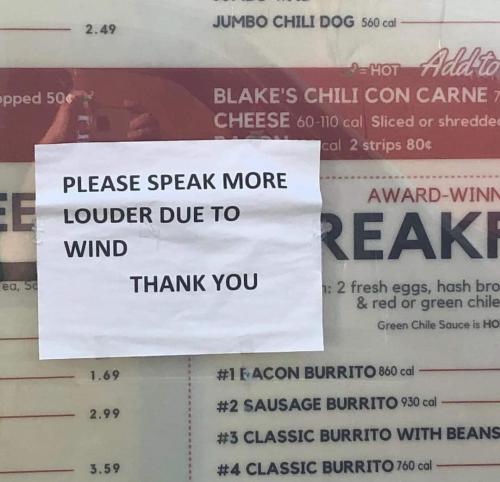 JUMBO CHILI DOG 560 cal
2.49
= HOT Add to
opped 50¢
BLAKE'S CHILI CON CARNE
CHEESE 60-110 cal Sliced or shredded
cal 2 strips 80¢
PLEASE SPEAK MORE
LOUDER DUE TO
WIND
THANK YOU
AWARD-WINN
REAKF
: 2 fresh eggs, hash bro
& red or green chile
Green Chile Sauce is HO
1.69
2.99
3.59
#1 BACON BURRITO 860 cal
#2 SAUSAGE BURRITO 930 cal
#3 CLASSIC BURRITO WITH BEANS
#4 CLASSIC BURRITO 760 cal